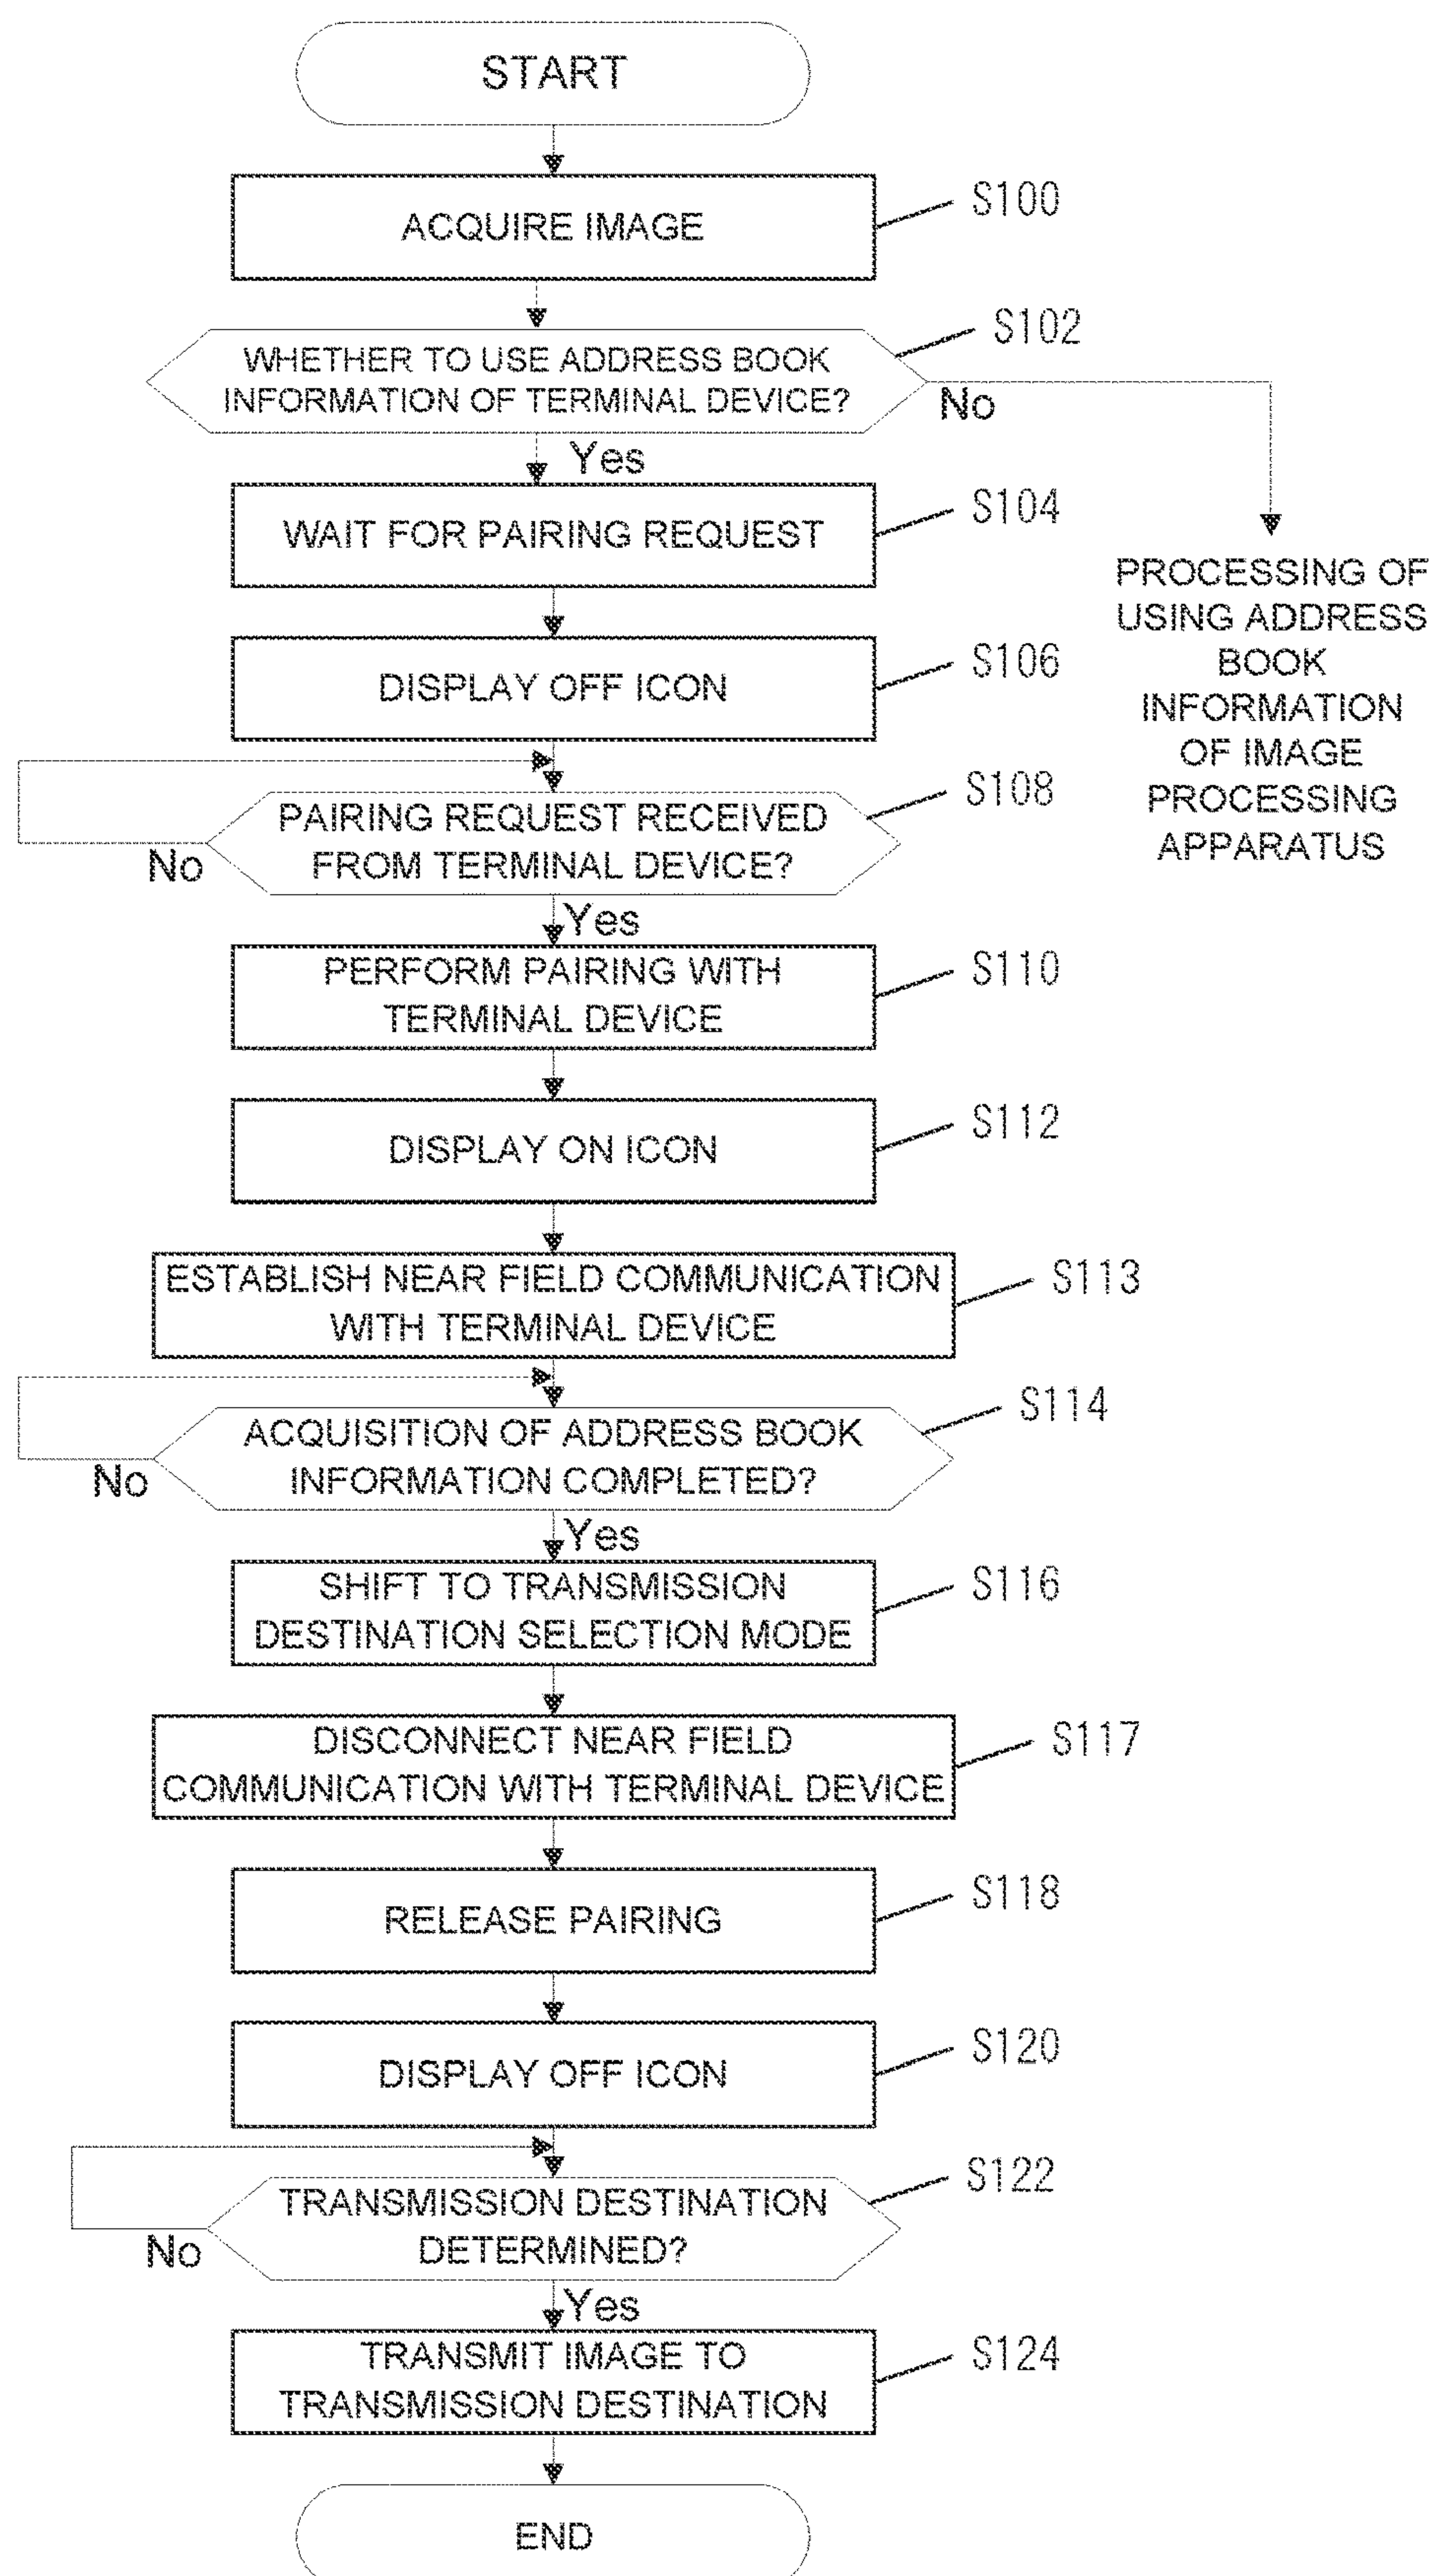 START
ACQUIRE IMAGE
S100
WHETHER TO USE ADDRESS BOOK
INFORMATION OF TERMINAL DEVICE?
S102
No
Yes
WAIT FOR PAIRING REQUEST
S104
PROCESSING OF
USING ADDRESS
BOOK
INFORMATION
OF IMAGE
PROCESSING
APPARATUS
DISPLAY OFF ICON
S106
PAIRING REQUEST RECEIVED
FROM TERMINAL DEVICE?
S108
No
Yes
PERFORM PAIRING WITH
TERMINAL DEVICE
S110
DISPLAY ON ICON
S112
ESTABLISH NEAR FIELD COMMUNICATION
WITH TERMINAL DEVICE
S113
ACQUISITION OF ADDRESS BOOK
INFORMATION COMPLETED?
S114
No
Yes
SHIFT TO TRANSMISSION
DESTINATION SELECTION MODE
S116
DISCONNECT NEAR FIELD
COMMUNICATION WITH TERMINAL DEVICE
S117
RELEASE PAIRING
S118
DISPLAY OFF ICON
S120
TRANSMISSION DESTINATION
DETERMINED?
S122
No
Yes
TRANSMIT IMAGE TO
TRANSMISSION DESTINATION
S124
END